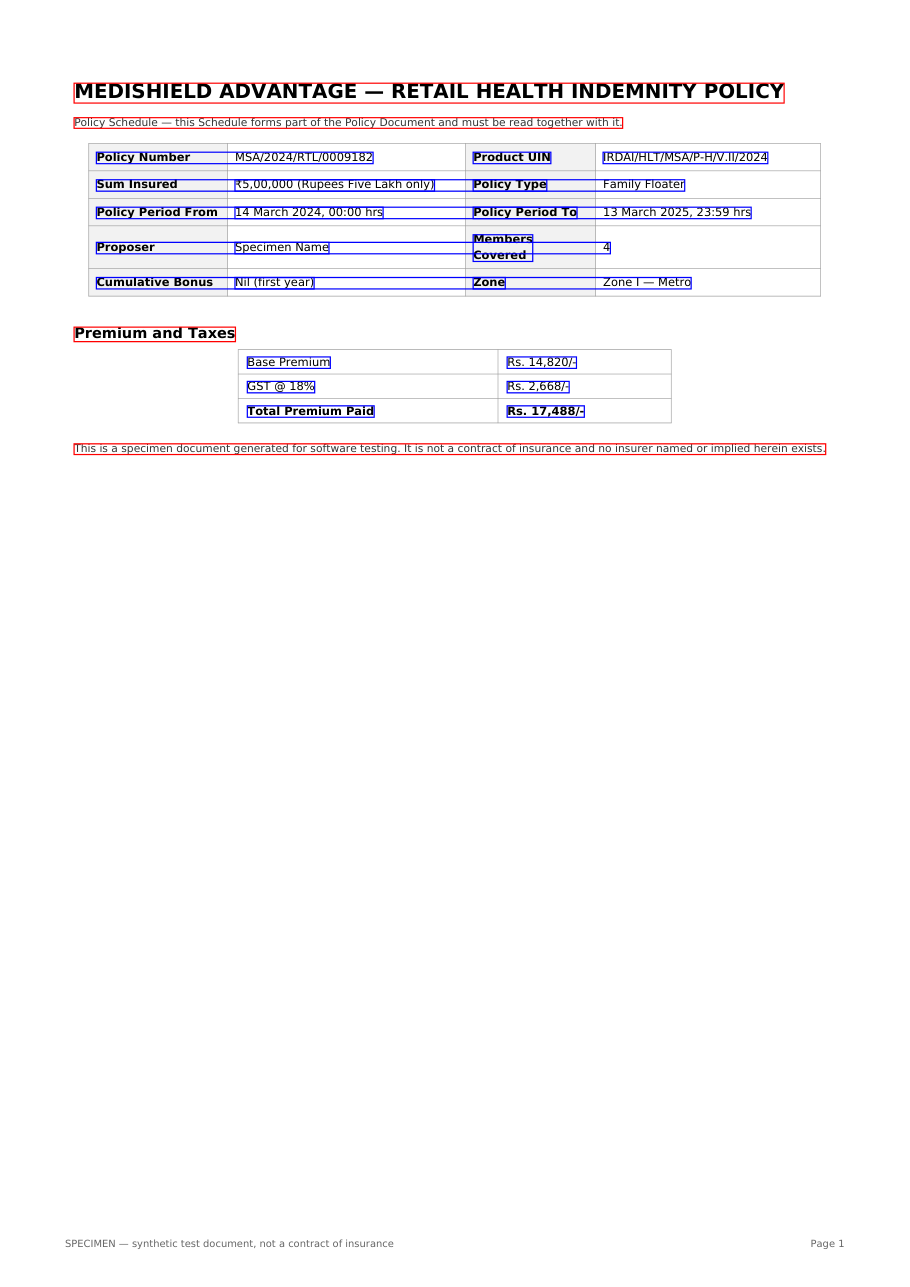 MEDISHIELD ADVANTAGE — RETAIL HEALTH INDEMNITY POLICY
Policy Schedule — this Schedule forms part of the Policy Document and must be read together with it.
Policy Number MSA/2024/RTL/0009182 Product UIN IRDAI/HLT/MSA/P-H/V.II/2024
Sum Insured ₹5,00,000 (Rupees Five Lakh only) Policy Type Family Floater
Policy Period From 14 March 2024, 00:00 hrs Policy Period To 13 March 2025, 23:59 hrs
Proposer Specimen Name Members Covered 4
Cumulative Bonus Nil (first year) Zone Zone I — Metro
Premium and Taxes
Base Premium Rs. 14,820/-
GST @ 18% Rs. 2,668/-
Total Premium Paid Rs. 17,488/-
This is a specimen document generated for software testing. It is not a contract of insurance and no insurer named or implied herein exists.
SPECIMEN — synthetic test document, not a contract of insurance Page 1